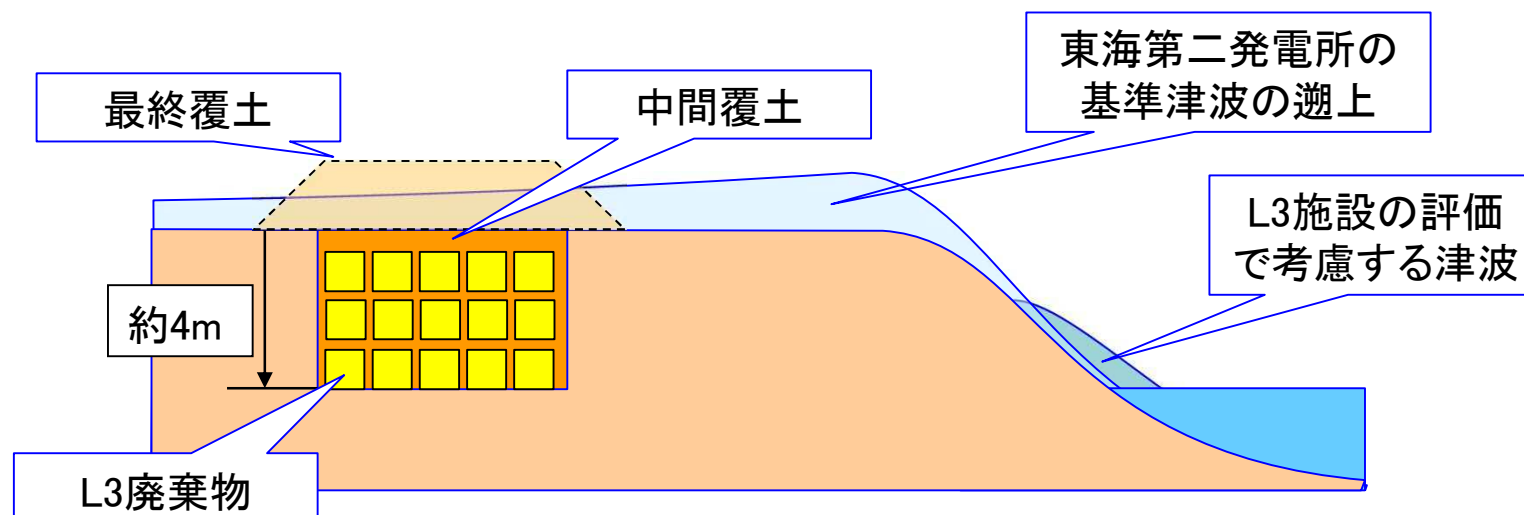 東海第二発電所の
基準津波の遡上
最終覆土
中間覆土
L3施設の評価
で考慮する津波
約4m
L3廃棄物